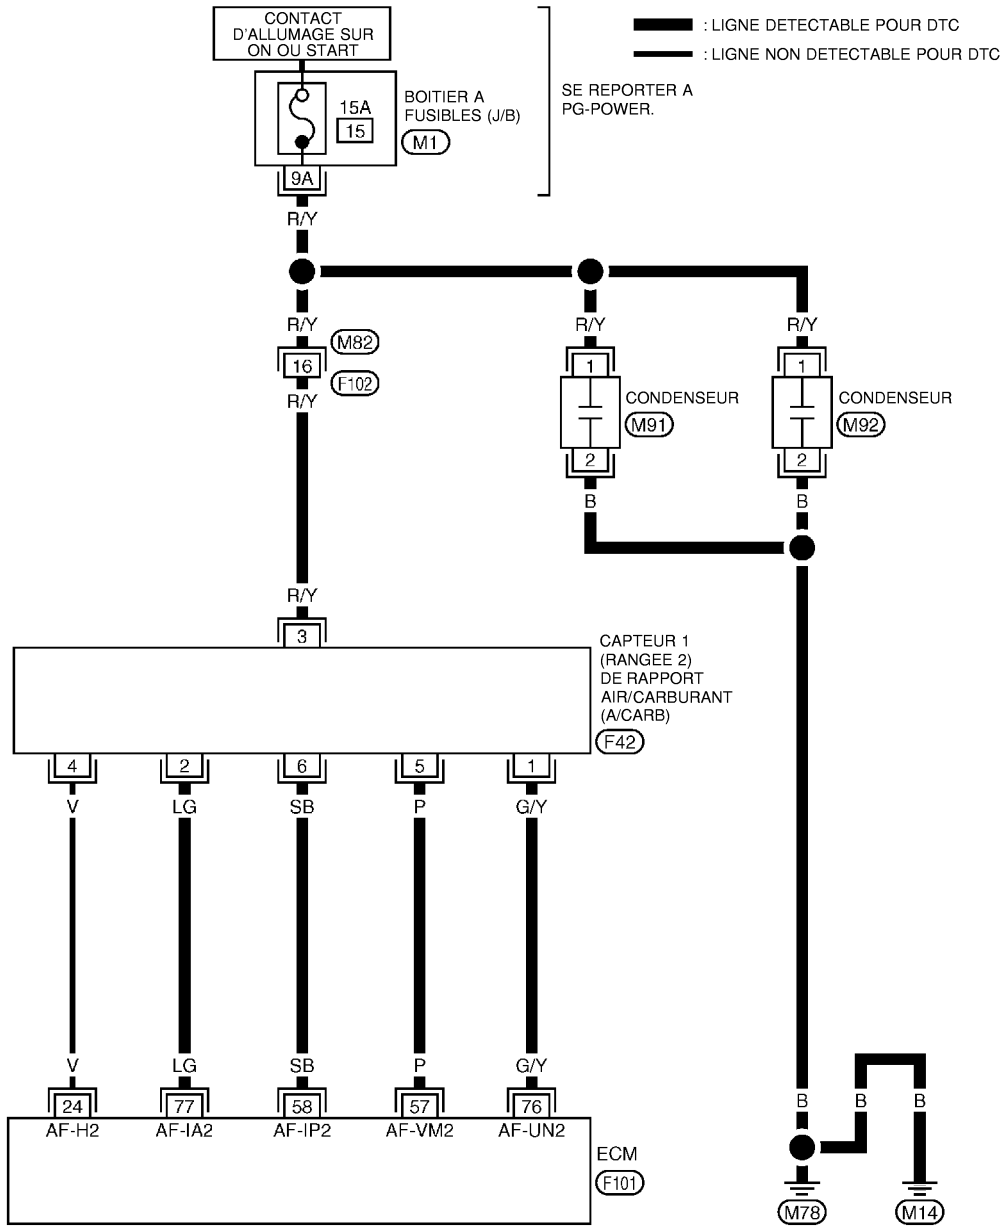 CONTACT
D'ALLUMAGE SUR
ON OU START
: LIGNE DETECTABLE POUR DTC
: LIGNE NON DETECTABLE POUR DTC
15A
15
BOITIER A
FUSIBLES (J/B)
M1
SE REPORTER A
PG-POWER.
9A
R/Y
R/Y
R/Y
R/Y
M82
16
F102
R/Y
1
1
CONDENSEUR
M91
CONDENSEUR
M92
2
2
B
B
R/Y
3
CAPTEUR 1
(RANGEE 2)
DE RAPPORT
AIR/CARBURANT
(A/CARB)
F42
4
2
6
5
1
V
LG
SB
P
G/Y
V
LG
SB
P
G/Y
24
77
58
57
76
AF-H2
AF-IA2
AF-IP2
AF-VM2
AF-UN2
ECM
F101
B
B
B
M78
M14